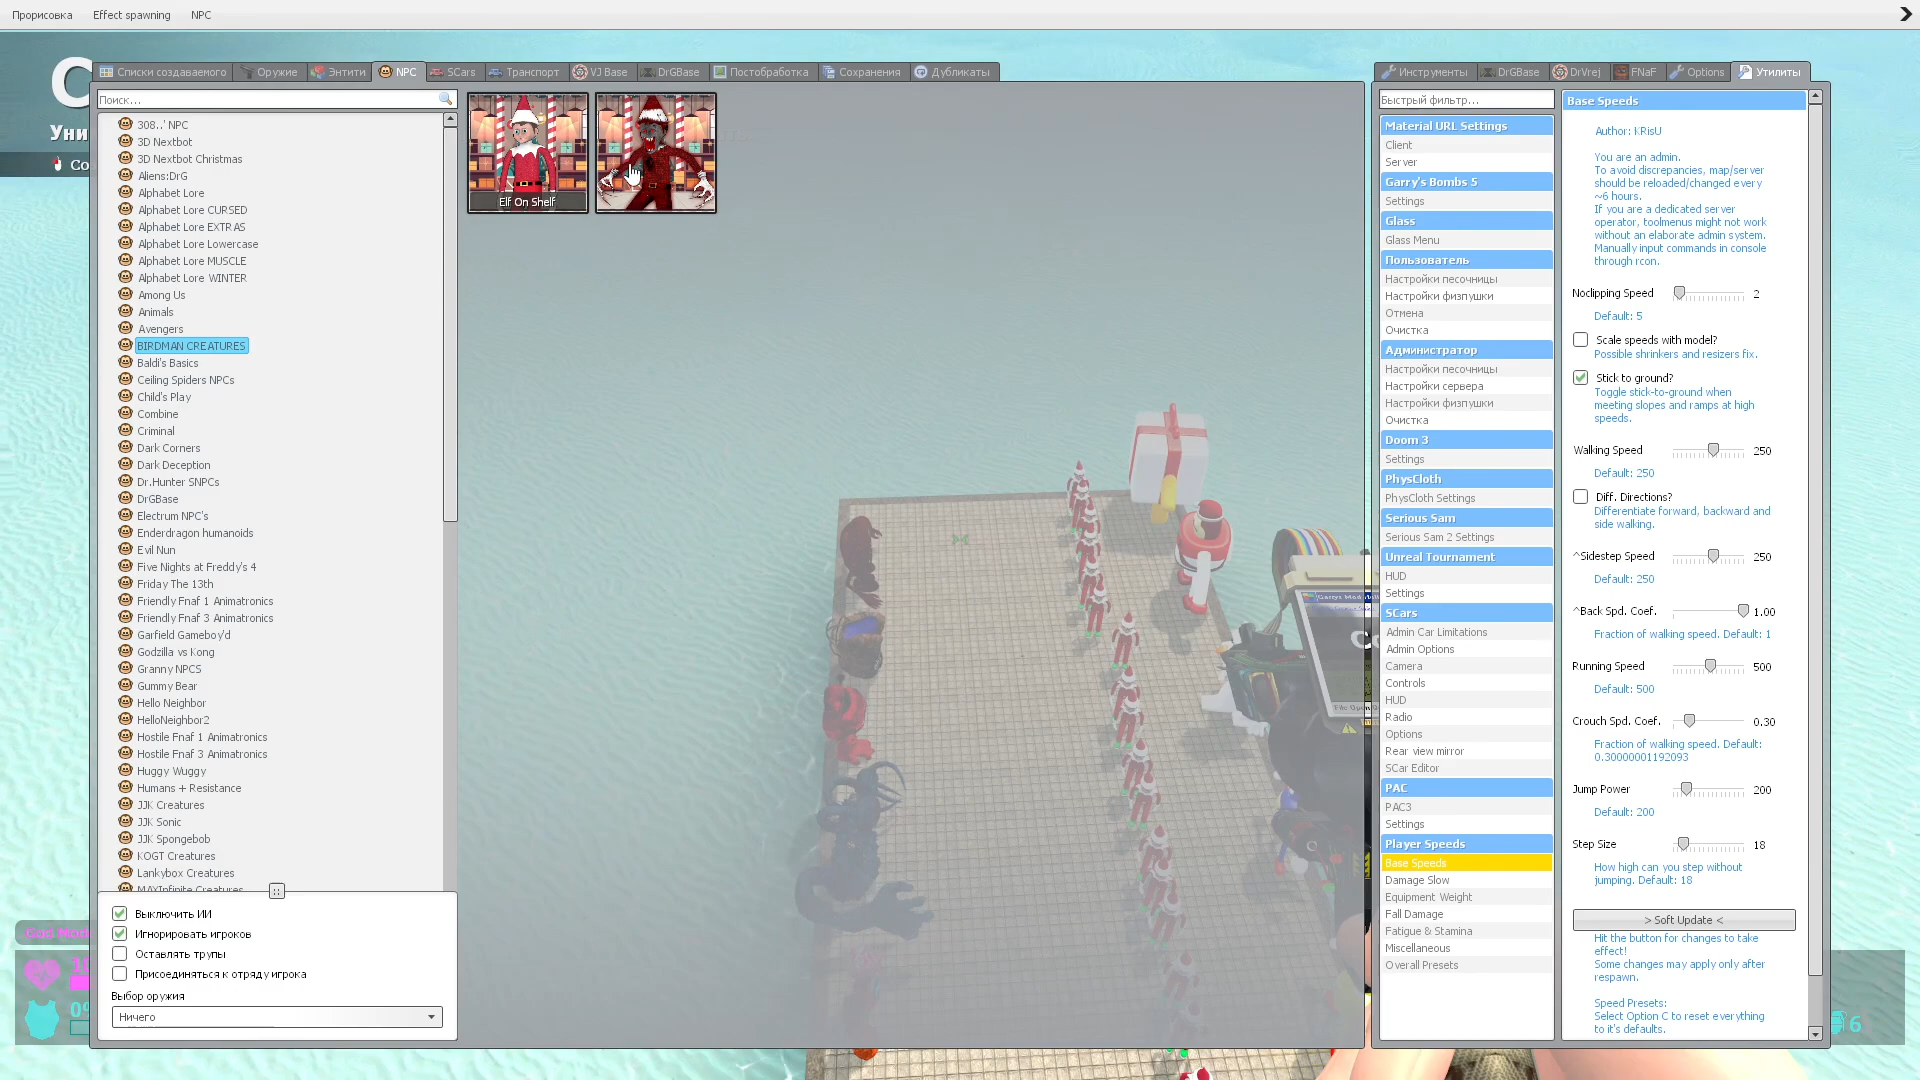 Прорисовка
Effect spawning
NPC
Списки создаваемого
Оружие
Энтити
NPC
SCars
Транспорт
VJ Base
DrGBase
Постобработка
Сохранения
Дубликаты
Поиск...
308..' NPC
3D Nextbot
3D Nextbot Christmas
Aliens:DrG
Alphabet Lore
Alphabet Lore CURSED
Alphabet Lore EXTRAS
Alphabet Lore Lowercase
Alphabet Lore MUSCLE
Alphabet Lore WINTER
Among Us
Animals
Avengers
BIRDMAN CREATURES
Baldi's Basics
Ceiling Spiders NPCs
Child's Play
Combine
Criminal
Dark Corners
Dark Deception
Dr.Hunter SNPCs
DrGBase
Electrum NPC's
Enderdragon humanoids
Evil Nun
Five Nights at Freddy's 4
Friday The 13th
Friendly Fnaf 1 Animatronics
Friendly Fnaf 3 Animatronics
Garfield Gameboy'd
Godzilla vs Kong
Granny NPCS
Gummy Bear
Hello Neighbor
HelloNeighbor2
Hostile Fnaf 1 Animatronics
Hostile Fnaf 3 Animatronics
Huggy Wuggy
Humans + Resistance
JJK Creatures
JJK Sonic
JJK Spongebob
KOGT Creatures
Lankybox Creatures
MAXInfinite Creatures
Выключить ИИ
Игнорировать игроков
Оставлять трупы
Присоединяться к отряду игрока
Выбор оружия
Ничего
Elf On Shelf
Инструменты
DrGBase
DrVrej
FNaF
Options
Утилиты
Быстрый фильтр...
Material URL Settings
Client
Server
Garry's Bombs 5
Settings
Glass
Glass Menu
Пользователь
Настройки песочницы
Настройки физпушки
Отмена
Очистка
Администратор
Настройки песочницы
Настройки сервера
Настройки физпушки
Очистка
Doom 3
Settings
PhysCloth
PhysCloth Settings
Serious Sam
Serious Sam 2 Settings
Unreal Tournament
HUD
Settings
SCars
Admin Car Limitations
Admin Options
Camera
Controls
HUD
Radio
Options
Rear view mirror
SCar Editor
PAC
PAC3
Settings
Player Speeds
Base Speeds
Damage Slow
Equipment Weight
Fall Damage
Fatigue & Stamina
Miscellaneous
Overall Presets
Base Speeds
Author: KRisU
You are an admin.
To avoid discrepancies, map/server
should be reloaded/changed every
~6 hours.
If you are a dedicated server
operator, toolmenus might not work
without an elaborate admin system.
Manually input commands in console
through rcon.
Noclipping Speed 2
Default: 5
Scale speeds with model?
Possible shrinkers and resizers fix.
Stick to ground?
Toggle stick-to-ground when
meeting slopes and ramps at high
speeds.
Walking Speed 250
Default: 250
Diff. Directions?
Differentiate forward, backward and
side walking.
^Sidestep Speed 250
Default: 250
^Back Spd. Coef. 1.00
Fraction of walking speed. Default: 1
Running Speed 500
Default: 500
Crouch Spd. Coef. 0.30
Fraction of walking speed. Default:
0.30000001192093
Jump Power 200
Default: 200
Step Size 18
How high can you step without
jumping. Default: 18
> Soft Update <
Hit the button for changes to take
effect!
Some changes may apply only after
respawn.
Speed Presets:
Select Option C to reset everything
to it's defaults.
С
Уни
Со
God Mod
0%
6